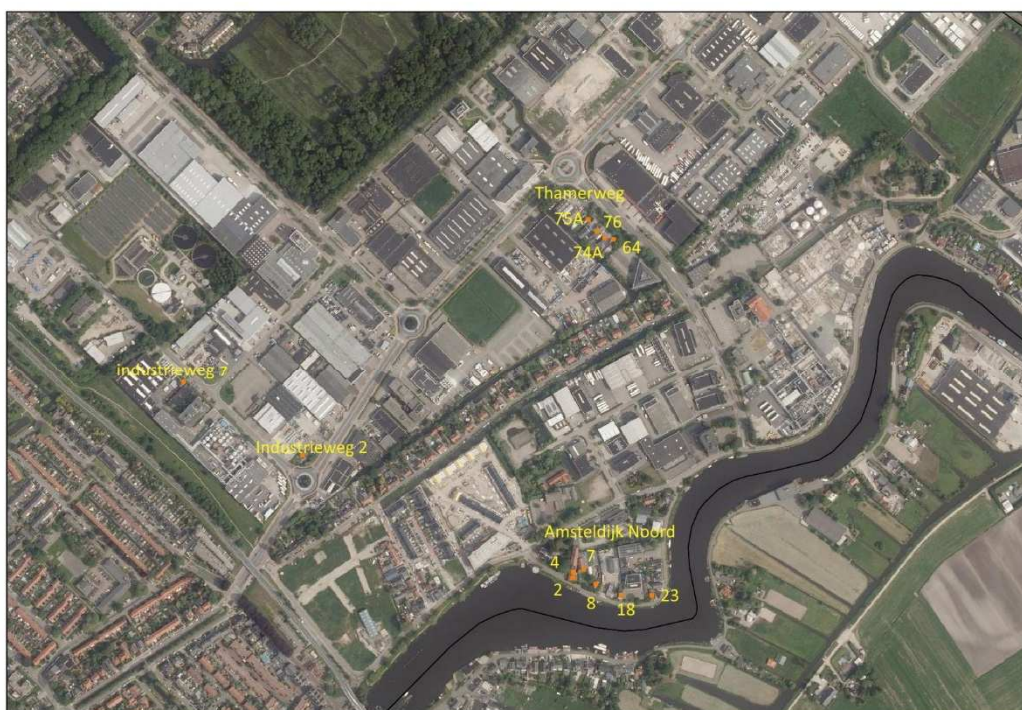 Thamerweg
75A
76
74A
64
industrieweg 7
Industrieweg 2
Amsteldijk Noord
4
7
2
8
18
23